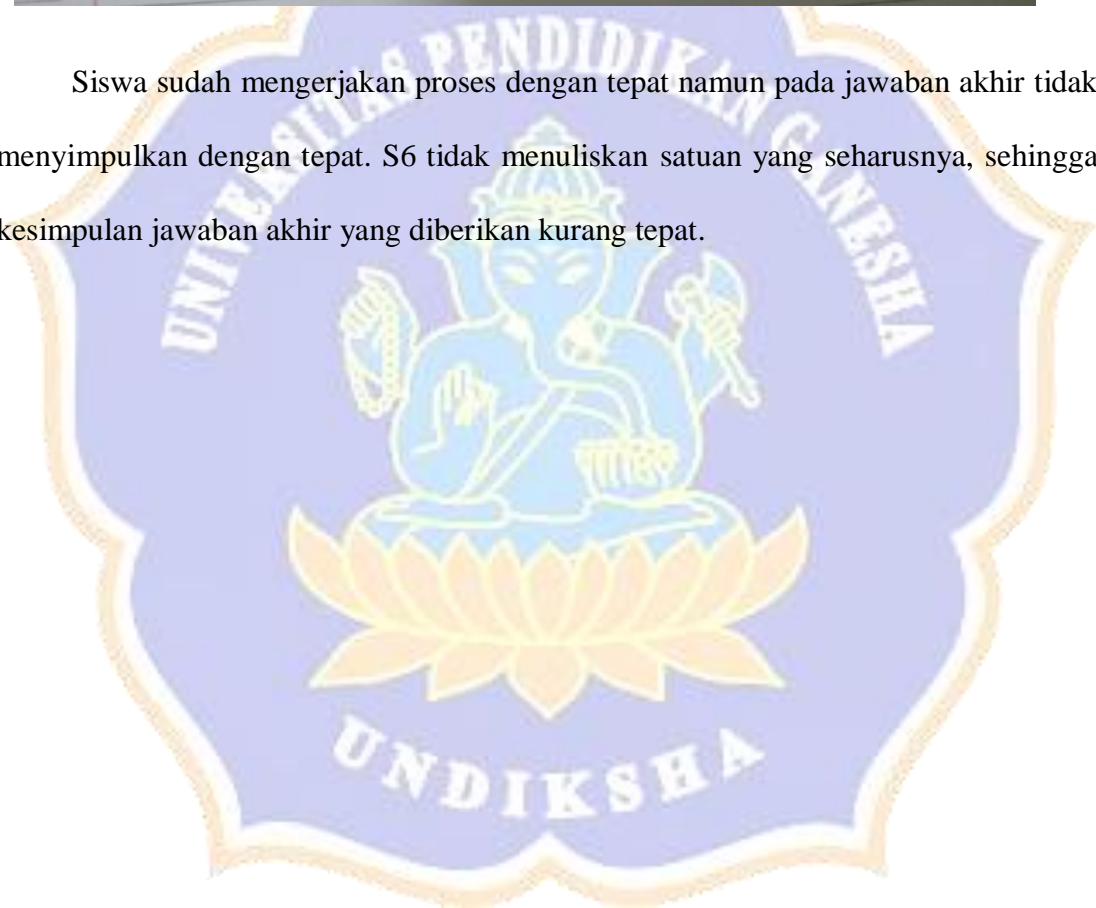 Siswa sudah mengerjakan proses dengan tepat namun pada jawaban akhir tidak
menyimpulkan dengan tepat. S6 tidak menuliskan satuan yang seharusnya, sehingga
kesimpulan jawaban akhir yang diberikan kurang tepat.
UNIVERSITAS PENDIDIKAN GANESHA
UNDIKSHA